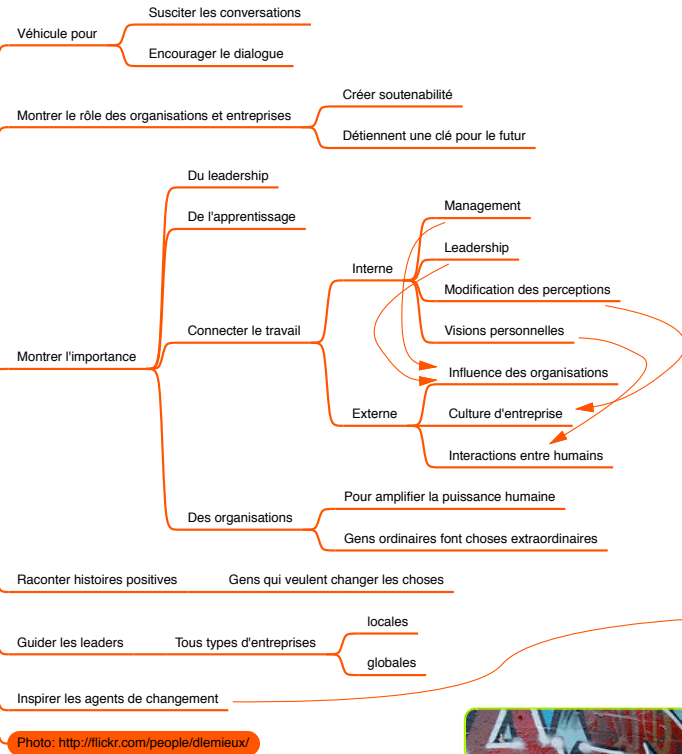 Véhicule pour
Susciter les conversations
Encourager le dialogue
Montrer le rôle des organisations et entreprises
Créer soutenabilité
Détiennent une clé pour le futur
Montrer l'importance
Du leadership
De l'apprentissage
Connecter le travail
Interne
Management
Leadership
Modification des perceptions
Visions personnelles
Externe
Influence des organisations
Culture d'entreprise
Interactions entre humains
Des organisations
Pour amplifier la puissance humaine
Gens ordinaires font choses extraordinaires
Raconter histoires positives
Gens qui veulent changer les choses
Guider les leaders
Tous types d'entreprises
locales
globales
Inspirer les agents de changement
Photo: http://flickr.com/people/dlemieux/